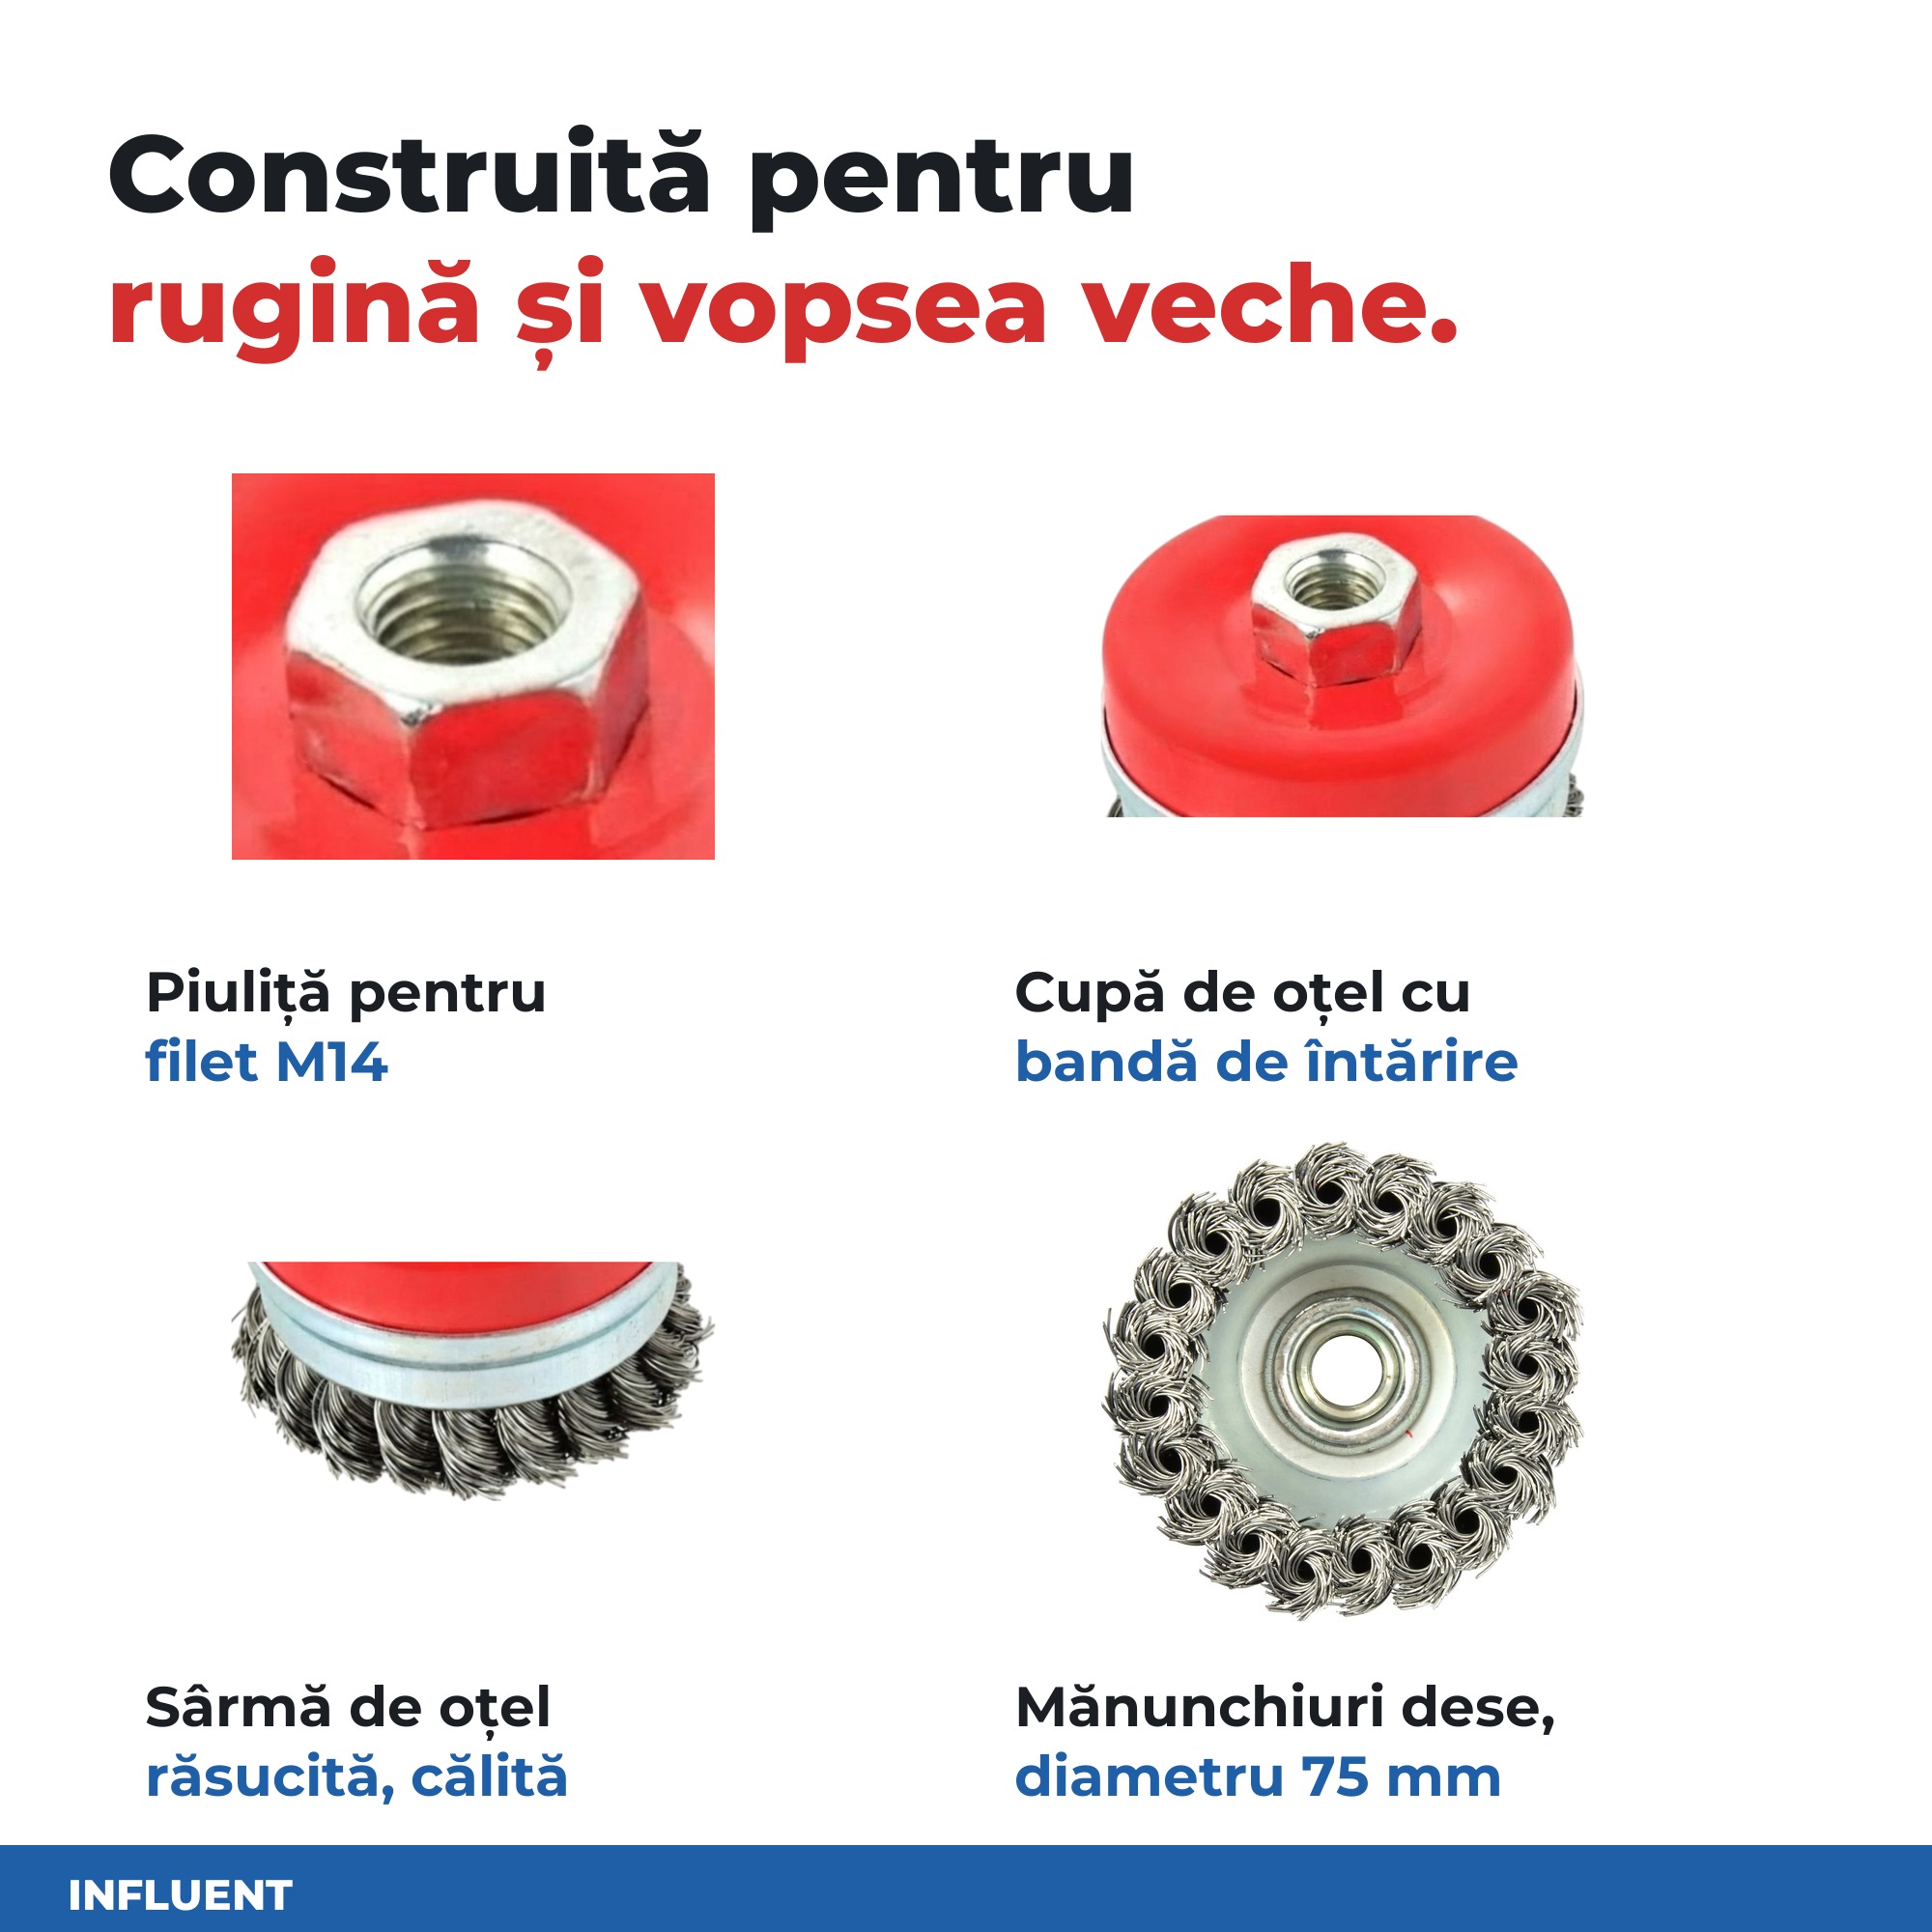 Construită pentru
rugină și vopsea veche.
Piuliță pentru
filet M14
Cupă de oțel cu
bandă de întărire
Sârmă de oțel
răsucită, călită
Mănunchiuri dese,
diametru 75 mm
INFLUENT